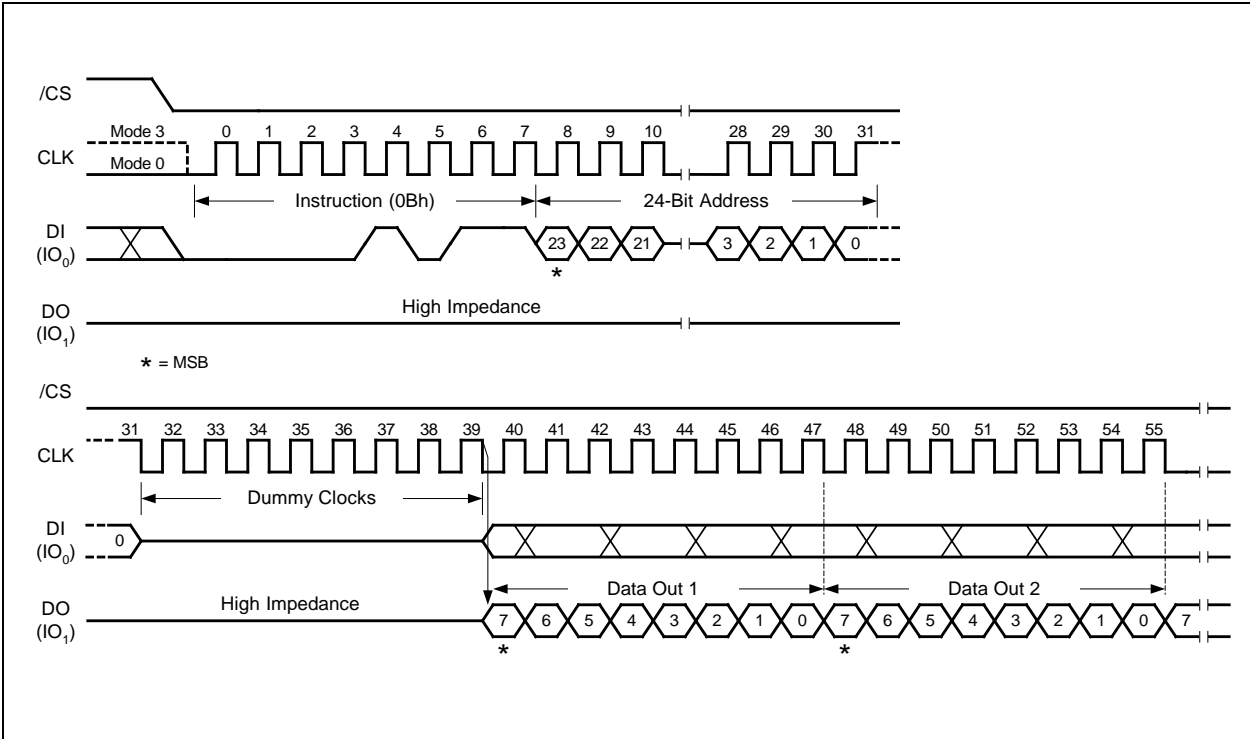 /CS
Mode 3
0 1 2 3 4 5 6 7 8 9 10 28 29 30 31
CLK
Mode 0
Instruction (0Bh) 24-Bit Address
DI
(IO0)
23 22 21 3 2 1 0
*
High Impedance
DO
(IO1)
* = MSB
/CS
31 32 33 34 35 36 37 38 39 40 41 42 43 44 45 46 47 48 49 50 51 52 53 54 55
CLK
Dummy Clocks
DI
(IO0)
0
Data Out 1 Data Out 2
High Impedance
DO
(IO1)
7 6 5 4 3 2 1 0 7 6 5 4 3 2 1 0 7
* *